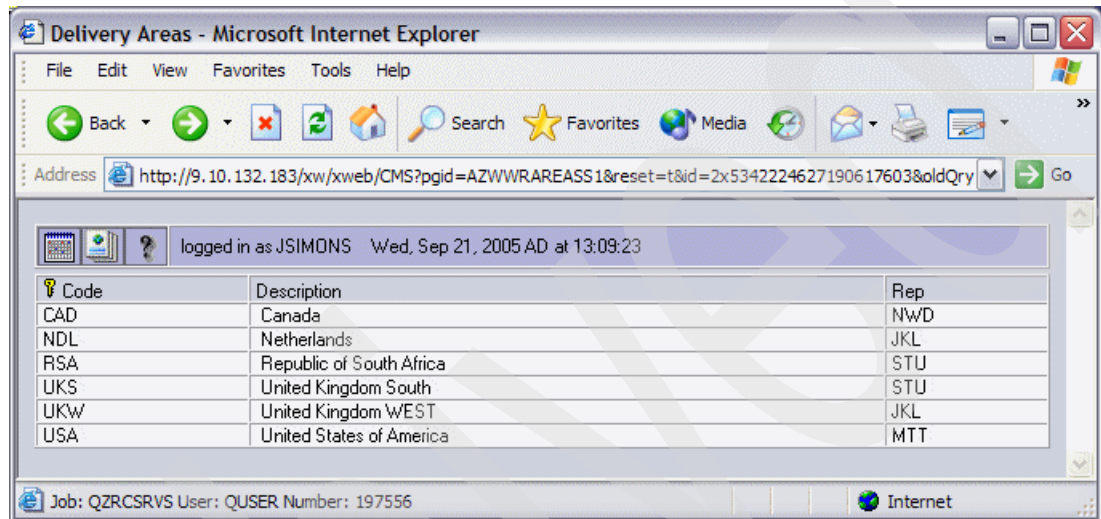 Delivery Areas - Microsoft Internet Explorer
File Edit View Favorites Tools Help
Back Search Favorites Media
Address http://9.10.132.183/xw/xweb/CMS?pgid=AZWWRAREASS1&reset=t&id=2x5342224627190617603&oldQry Go
logged in as JSIMONS Wed, Sep 21, 2005 AD at 13:09:23
Code Description Rep
CAD Canada NWD
NDL Netherlands JKL
RSA Republic of South Africa STU
UKS United Kingdom South STU
UKW United Kingdom WEST JKL
USA United States of America MTT
Job: QZRCSRVS User: QUSER Number: 197556 Internet